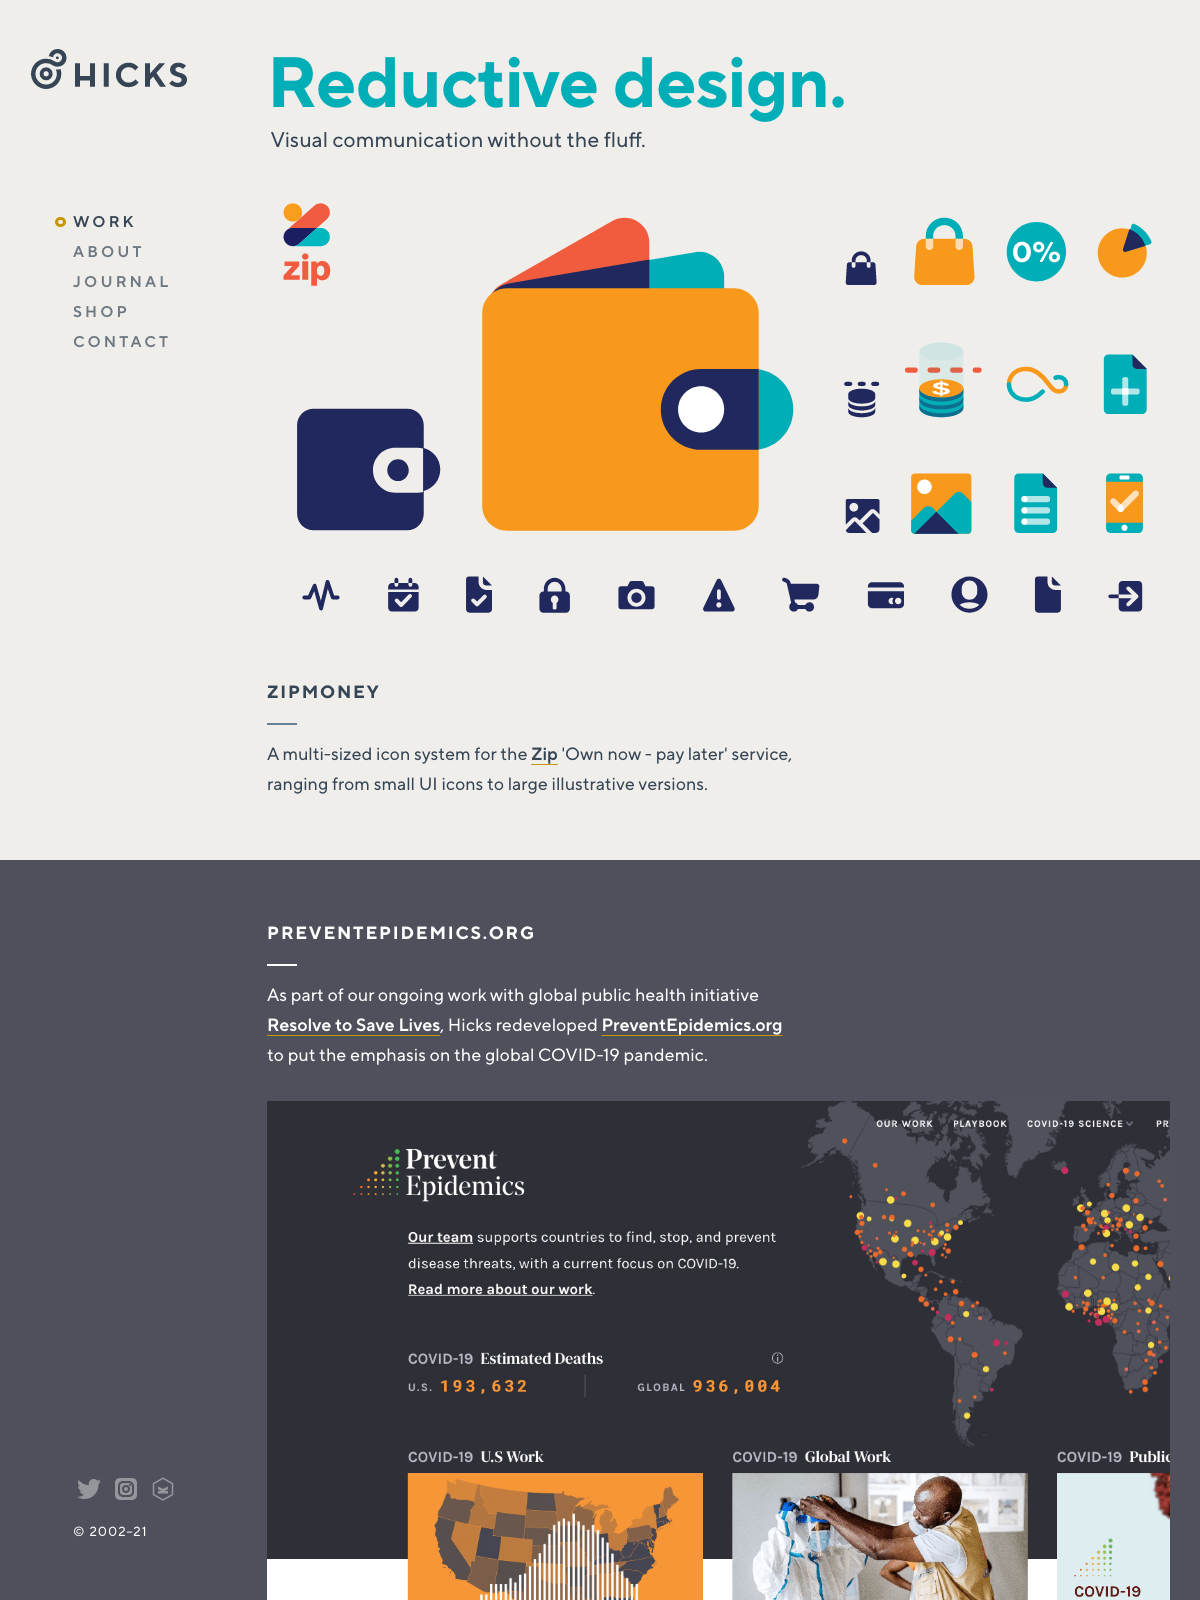 HICKS
Reductive design.
Visual communication without the fluff.
WORK
ABOUT
JOURNAL
SHOP
CONTACT
zip
0%
$
ZIPMONEY
A multi-sized icon system for the Zip 'Own now - pay later' service,
ranging from small UI icons to large illustrative versions.
PREVENTEPIDEMICS.ORG
As part of our ongoing work with global public health initiative
Resolve to Save Lives, Hicks redeveloped PreventEpidemics.org
to put the emphasis on the global COVID-19 pandemic.
OUR WORK PLAYBOOK COVID-19 SCIENCE PR
Prevent
Epidemics
Our team supports countries to find, stop, and prevent
disease threats, with a current focus on COVID-19.
Read more about our work.
COVID-19 Estimated Deaths
U.S. 193,632 GLOBAL 936,004
COVID-19 U.S Work
COVID-19 Global Work
COVID-19 Public
COVID-19
© 2002-21